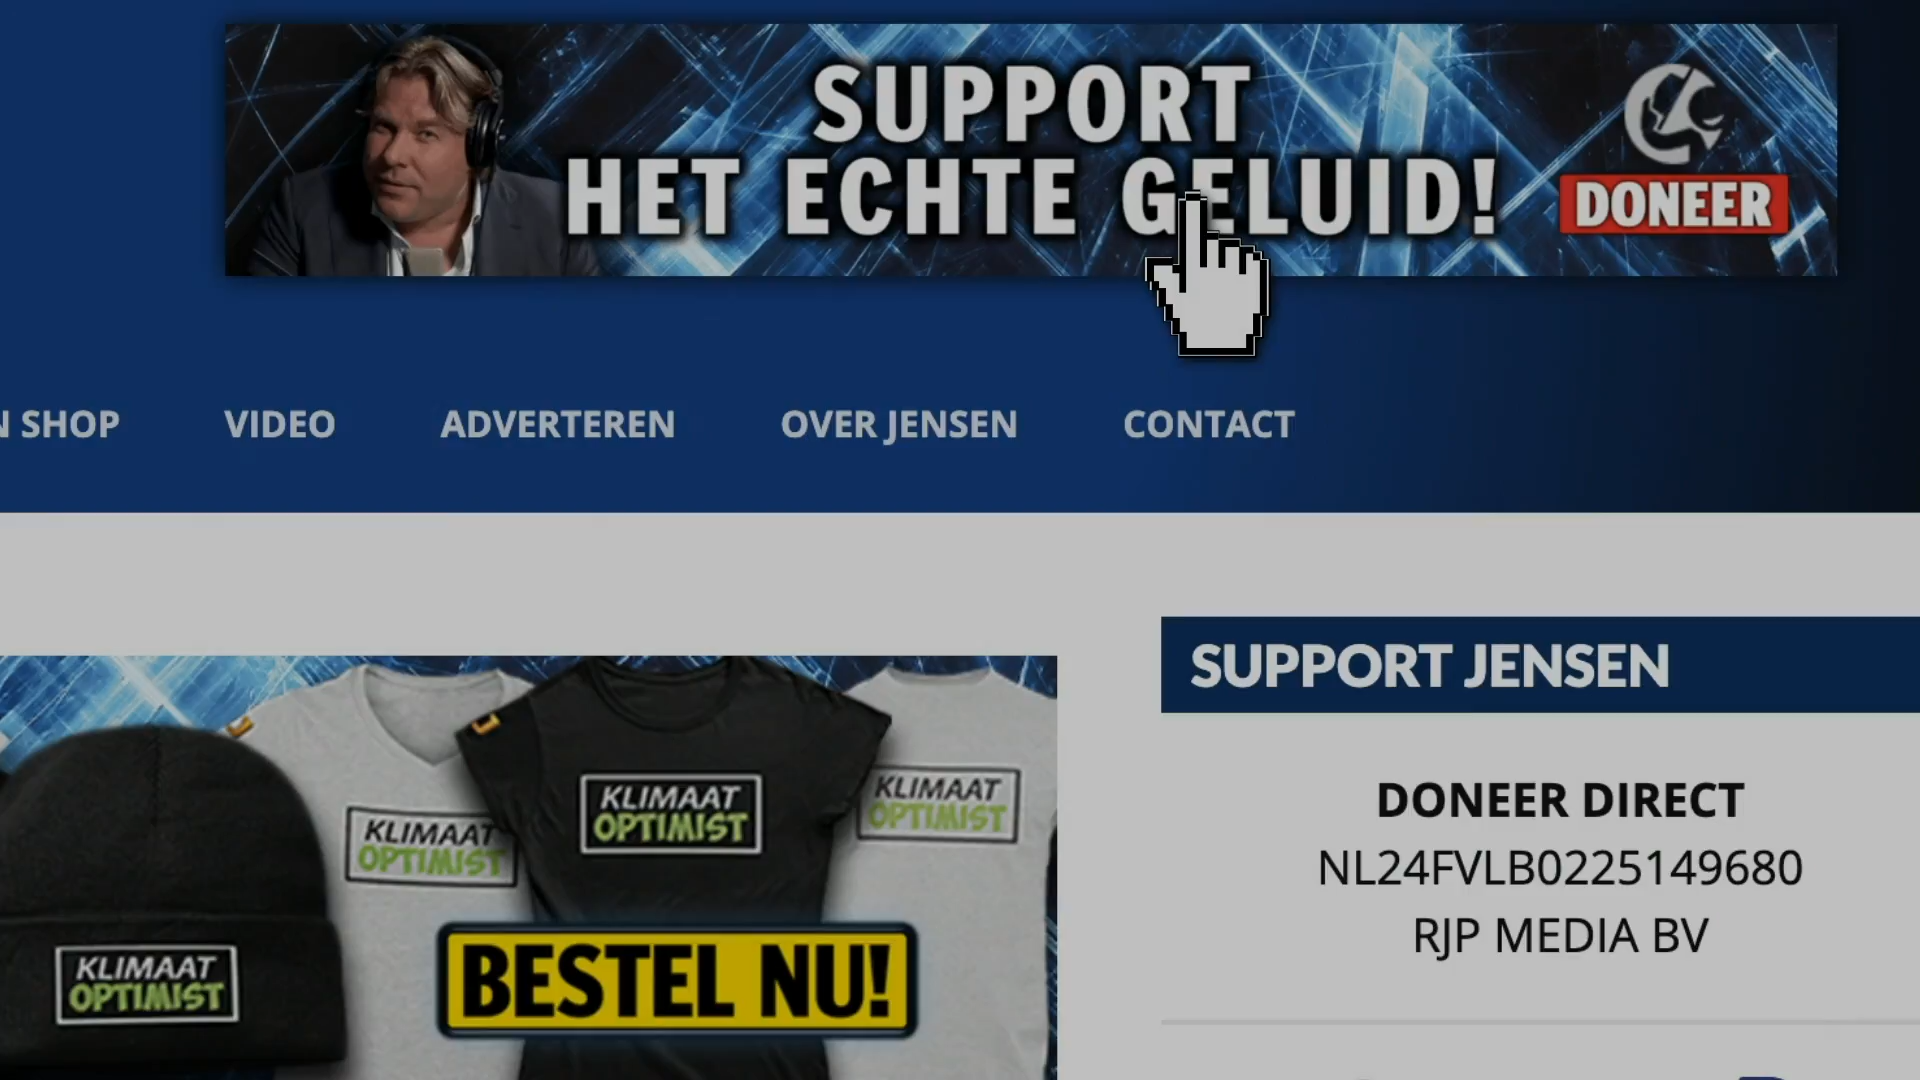 SUPPORT
HET ECHTE GELUID!
DONEER
N SHOP
VIDEO
ADVERTEREN
OVER JENSEN
CONTACT
SUPPORT JENSEN
DONEER DIRECT
NL24FVLB0225149680
RJP MEDIA BV
KLIMAAT
OPTIMIST
KLIMAAT
OPTIMIST
KLIMAAT
OPTIMIST
KLIMAAT
OPTIMIST
BESTEL NU!